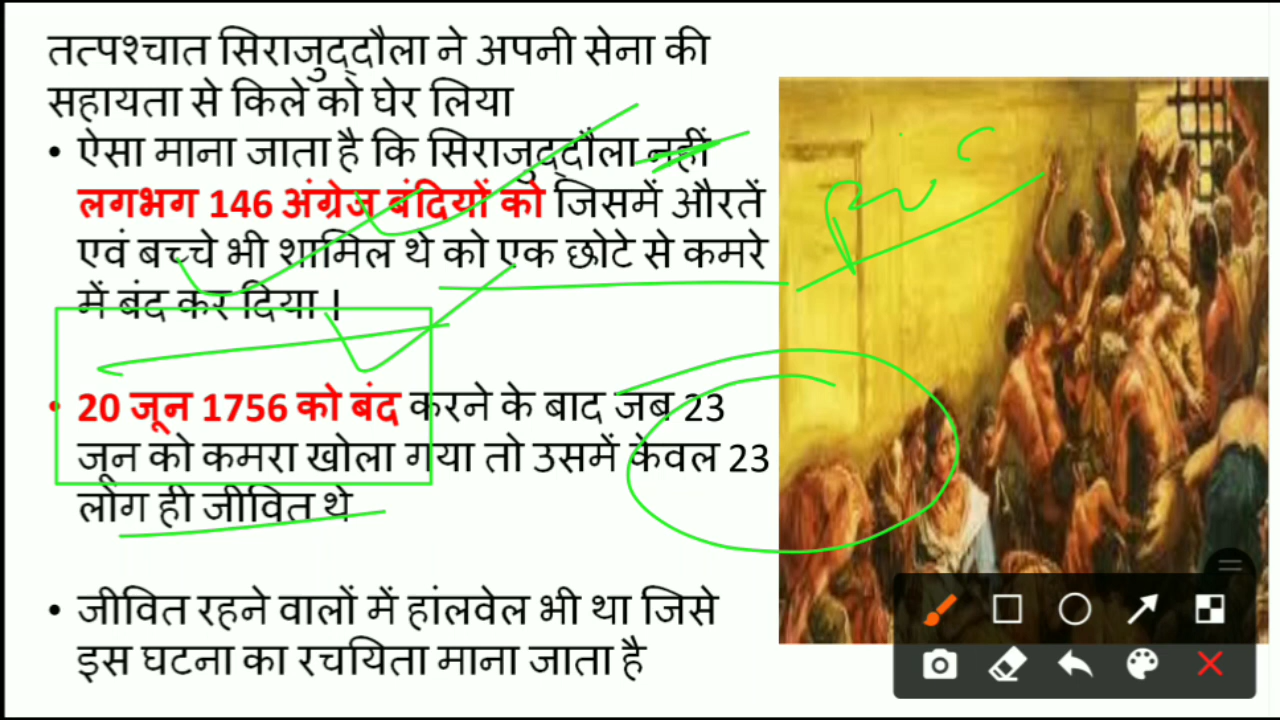 तत्पश्चात सिराजुद्दौला ने अपनी सेना की
सहायता से किले को घेर लिया
• ऐसा माना जाता है कि सिराजुद्दौला नहीं
लगभग 146 अंग्रेज बंदियों को जिसमें औरतें
एवं बच्चे भी शामिल थे को एक छोटे से कमरे
में बंद कर दिया ।
• 20 जून 1756 को बंद करने के बाद जब 23
जून को कमरा खोला गया तो उसमें केवल 23
लोग ही जीवित थे
• जीवित रहने वालों में हांलवेल भी था जिसे
इस घटना का रचयिता माना जाता है